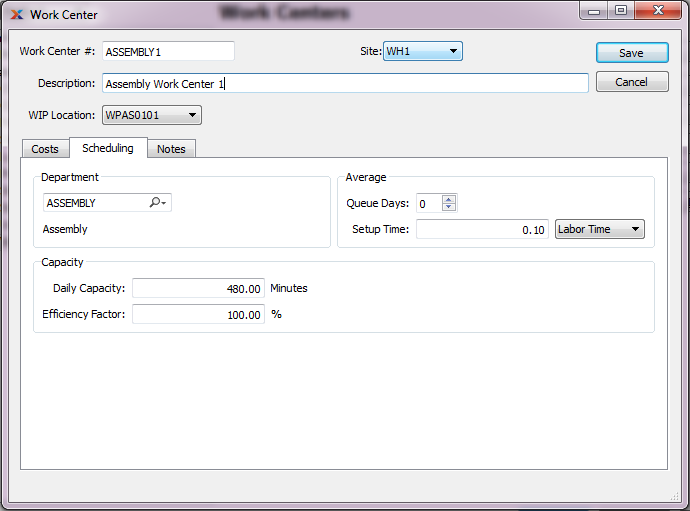 Work Center
Work Centers
Work Center #: ASSEMBLY1 Site: WH1 Save
Description: Assembly Work Center 1 Cancel
WIP Location: WPAS0101
Costs Scheduling Notes
Department Average
ASSEMBLY Queue Days: 0
Assembly Setup Time: 0.10 Labor Time
Capacity
Daily Capacity: 480.00 Minutes
Efficiency Factor: 100.00 %